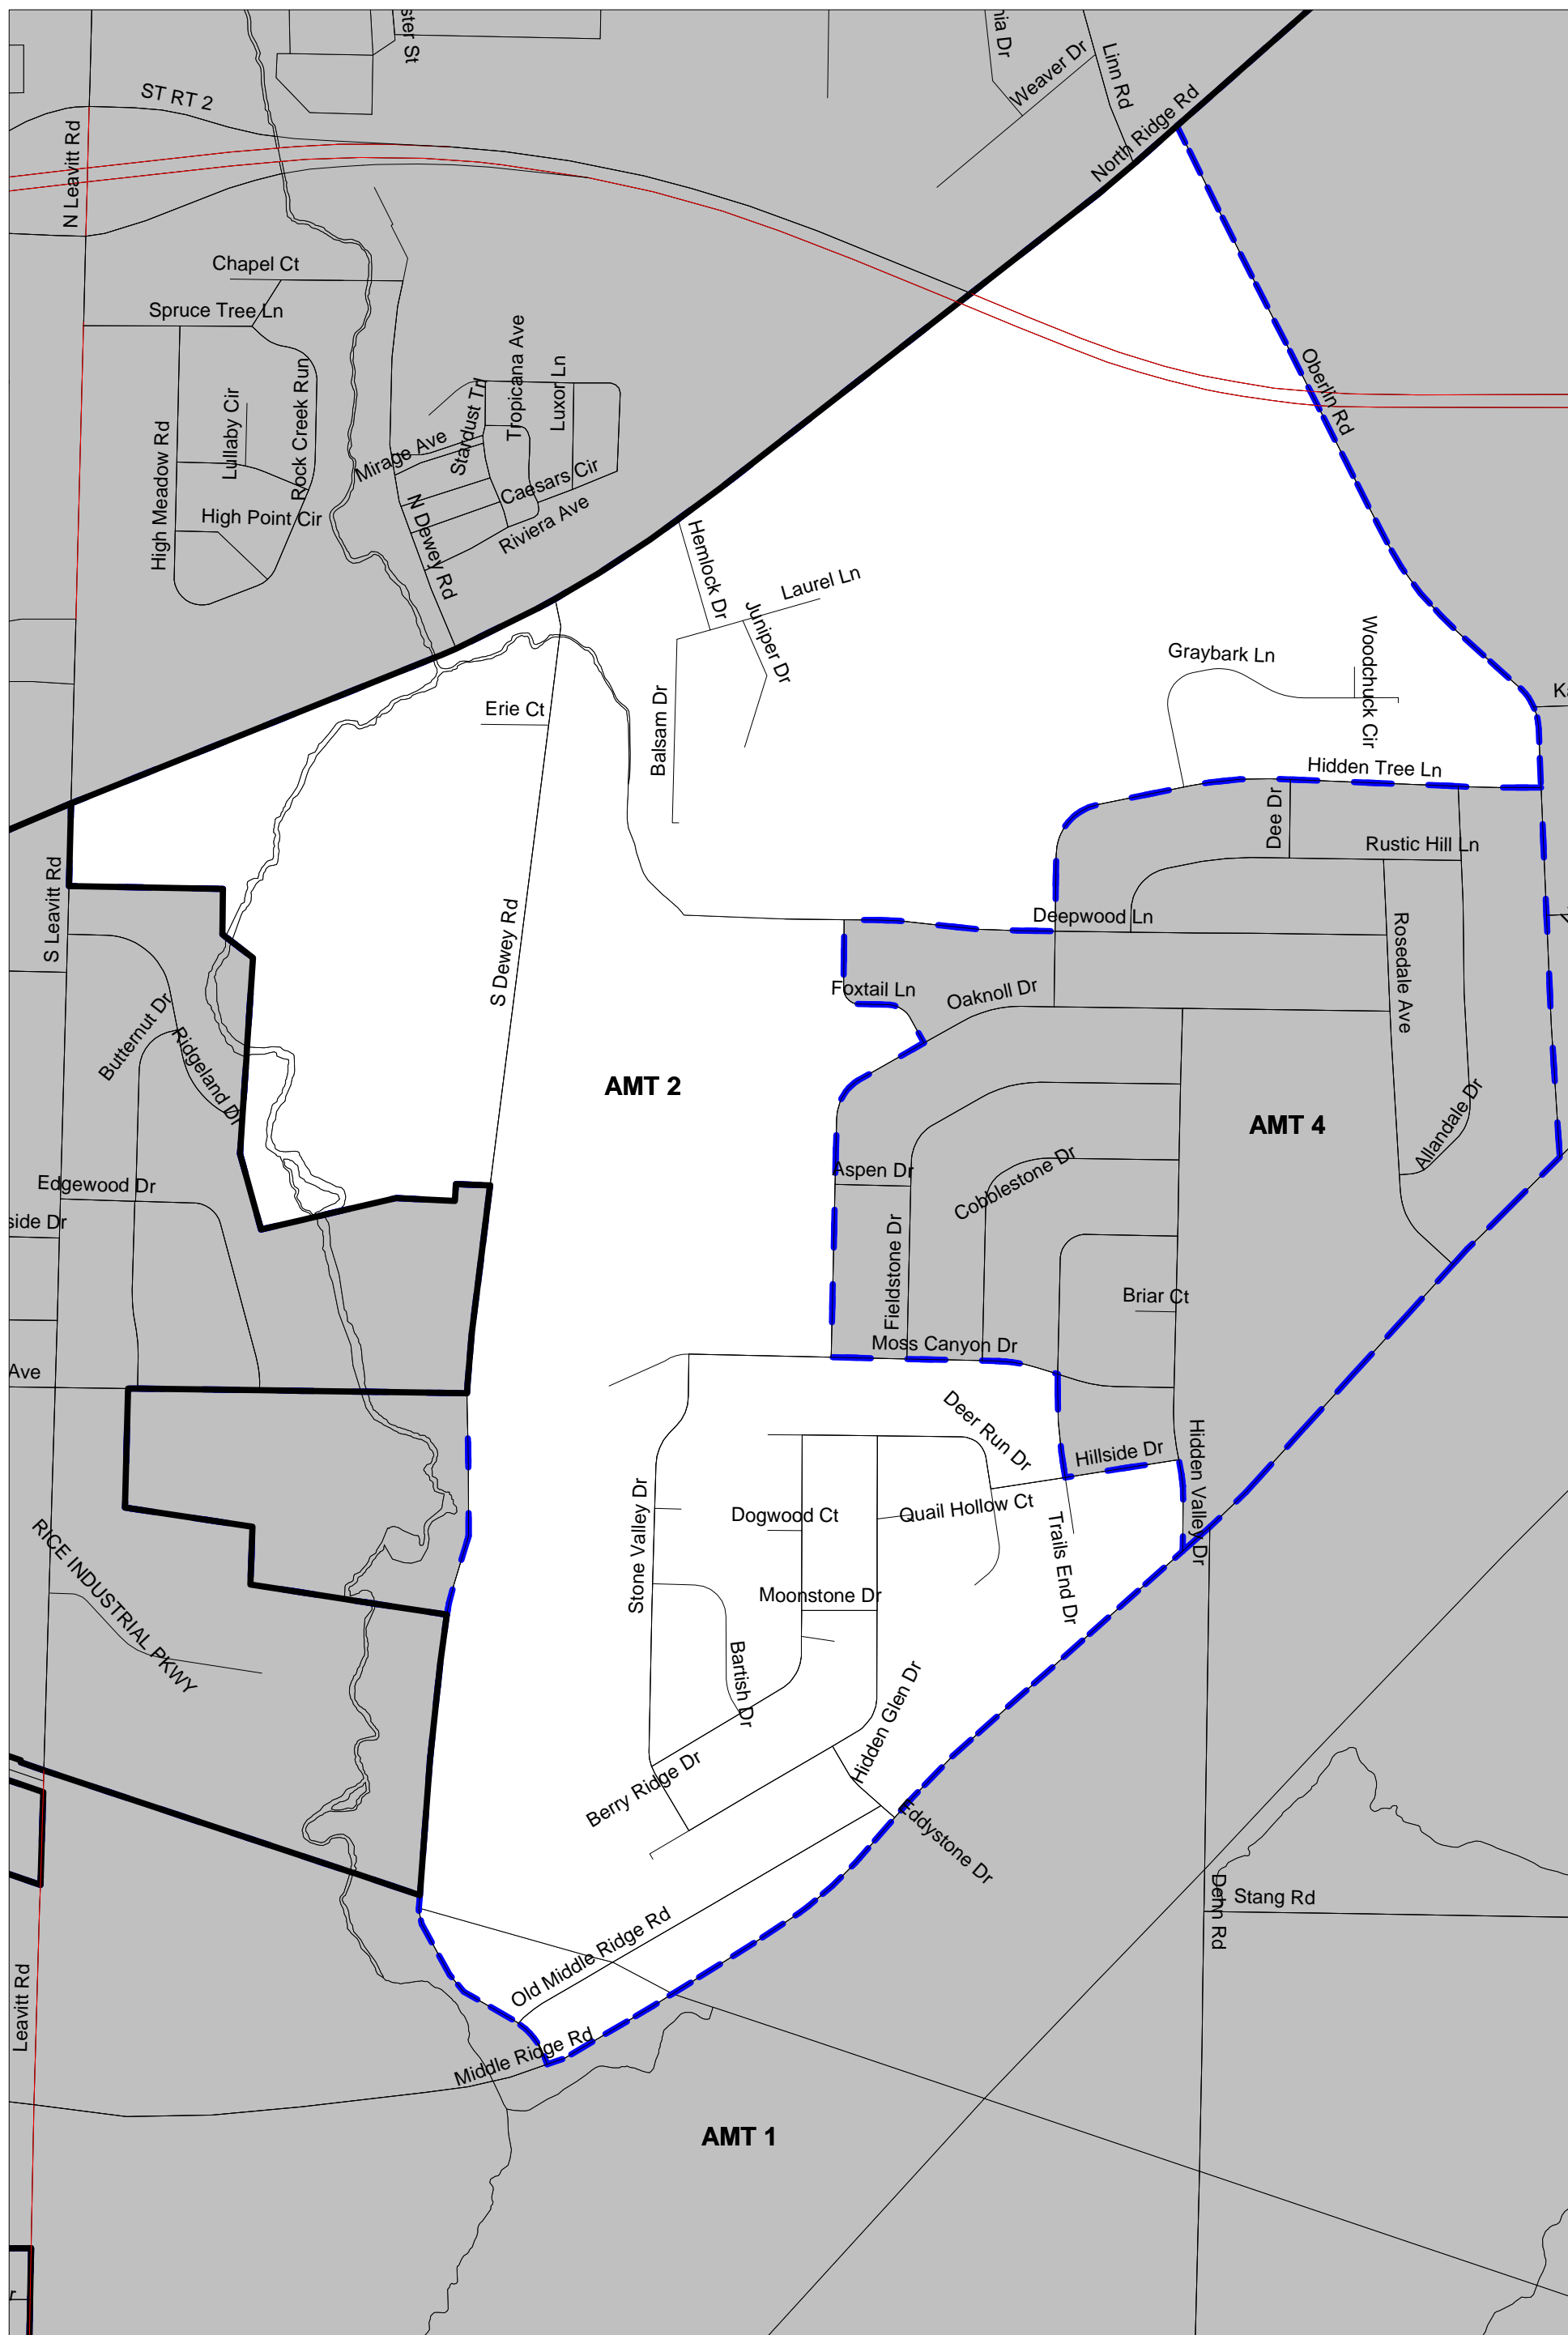 ster St
nia Dr
Weaver Dr
Linn Rd
ST RT 2
North Ridge Rd
N Leavitt Rd
Chapel Ct
Spruce Tree Ln
Tropicana Ave
Luxor Ln
Stardust Trl
Rock Creek Run
Lullaby Cir
High Meadow Rd
Mirage Ave
Caesars Cir
High Point Cir
Riviera Ave
N Dewey Rd
Oberlin Rd
Hemlock Dr
Laurel Ln
Juniper Dr
Woodchuck Cir
Graybark Ln
Ka
Erie Ct
Balsam Dr
Hidden Tree Ln
Dee Dr
Rustic Hill Ln
S Leavitt Rd
S Dewey Rd
Deepwood Ln
Rosedale Ave
Foxtail Ln
Oaknoll Dr
Butternut Dr
Ridgeland Dr
AMT 2
AMT 4
Allandale Dr
Aspen Dr
Cobblestone Dr
Edgewood Dr
side Dr
Fieldstone Dr
Briar Ct
Moss Canyon Dr
Ave
Deer Run Dr
Hillside Dr
Hidden Valley Dr
Stone Valley Dr
Dogwood Ct
Quail Hollow Ct
Trails End Dr
RICE INDUSTRIAL PKWY
Moonstone Dr
Bartish Dr
Hidden Glen Dr
Berry Ridge Dr
Eddystone Dr
Dehn Rd
Stang Rd
Old Middle Ridge Rd
Leavitt Rd
Middle Ridge Rd
AMT 1
r